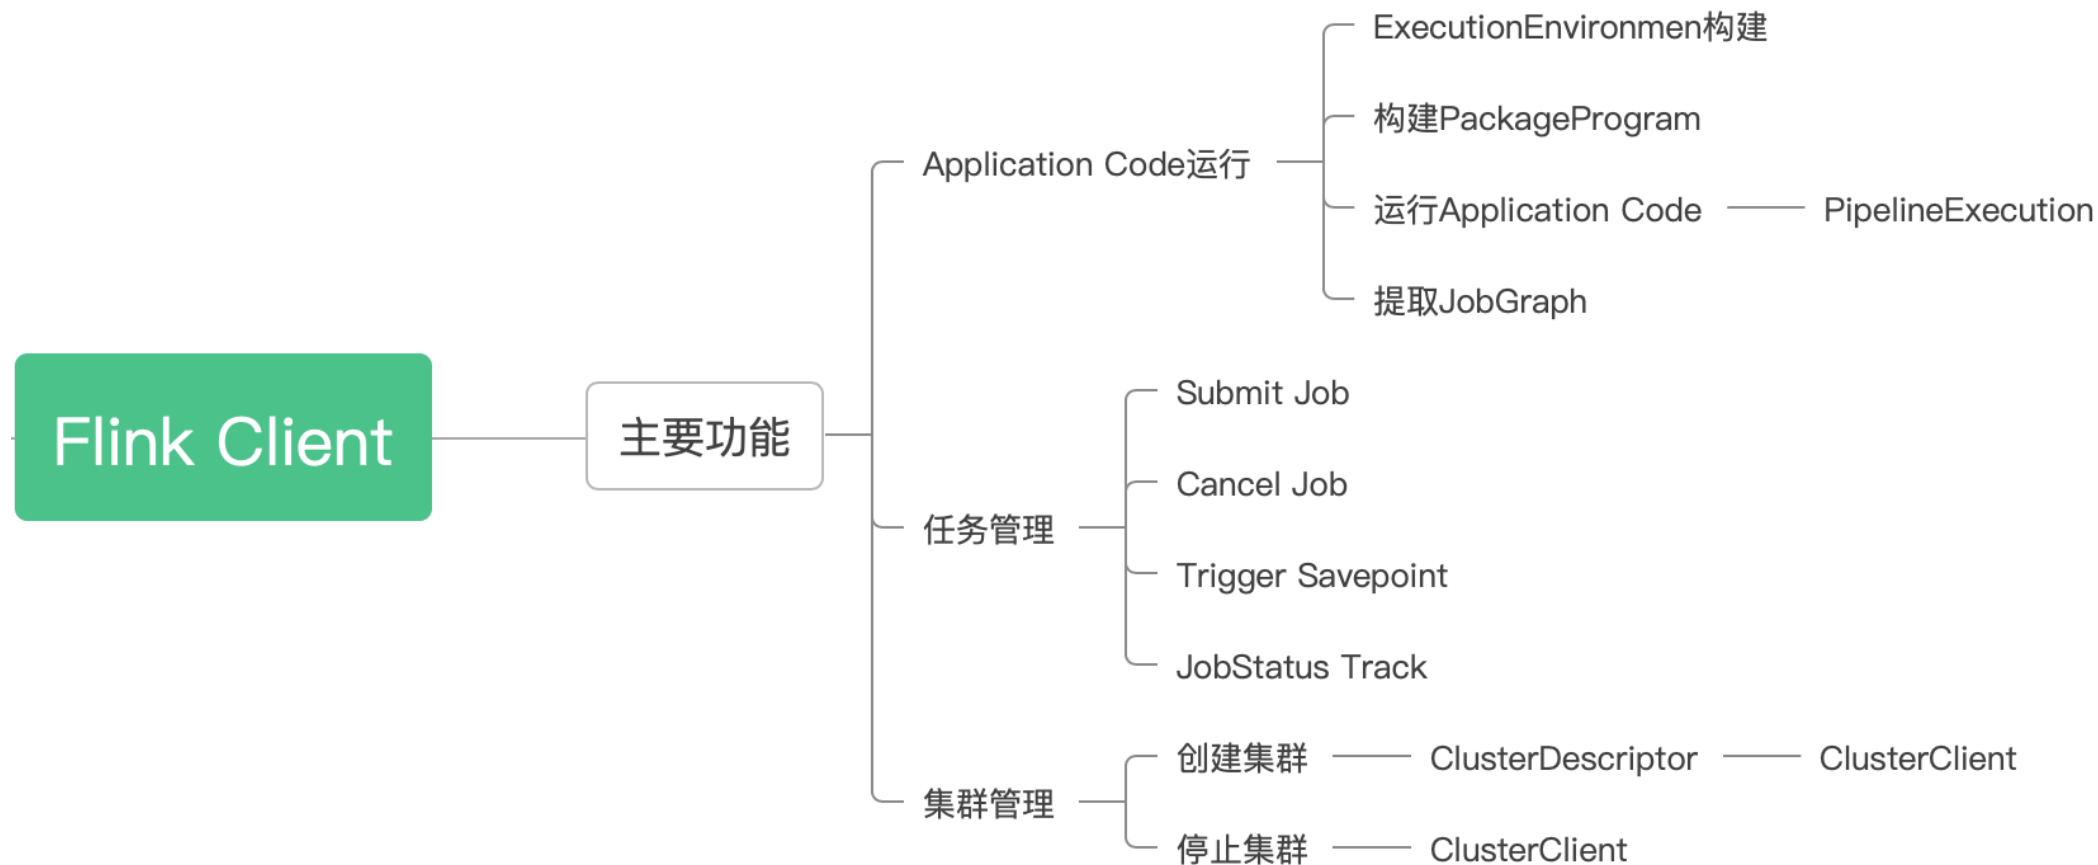 Flink Client
主要功能
Application Code运行
ExecutionEnvironmen构建
构建PackageProgram
运行Application Code
PipelineExecution
提取JobGraph
任务管理
Submit Job
Cancel Job
Trigger Savepoint
JobStatus Track
集群管理
创建集群
ClusterDescriptor
ClusterClient
停止集群
ClusterClient